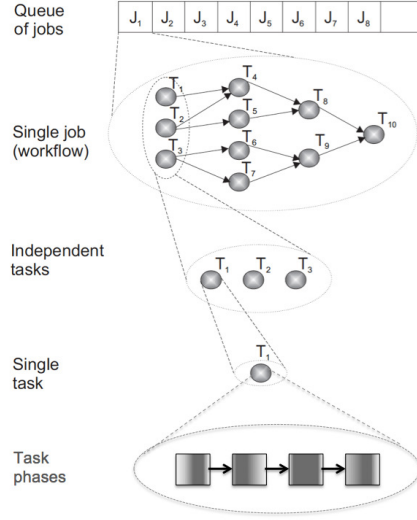 Queue
of jobs
J1 J2 J3 J4 J5 J6 J7 J8
Single job
(workflow)
T1
T2
T3
T4
T5
T6
T7
T8
T9
T10
Independent
tasks
T1 T2 T3
Single
task
T1
Task
phases